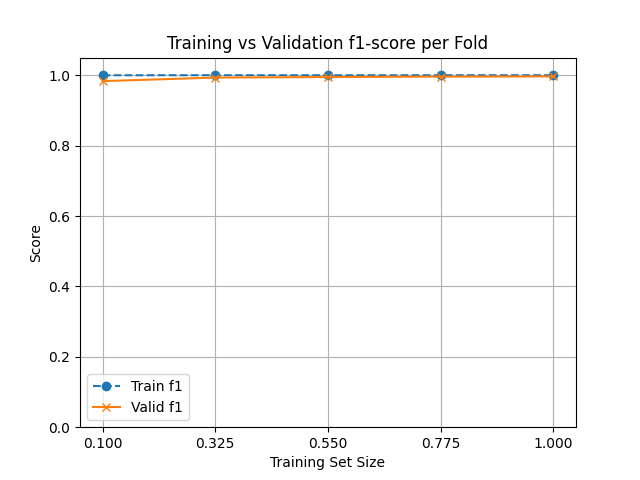 Training vs Validation f1-score per Fold
1.0
0.8
0.6
0.4
0.2
0.0
Score
Train f1
Valid f1
0.100 0.325 0.550 0.775 1.000
Training Set Size